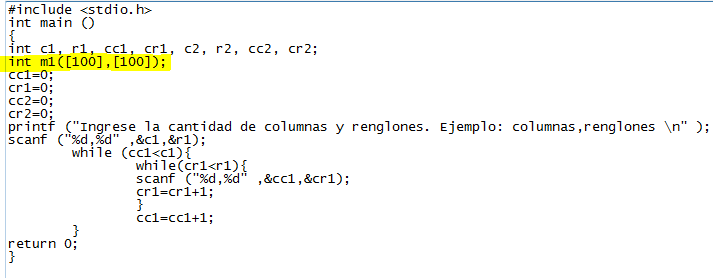 #include <stdio.h>
int main ()
{
int c1, r1, cc1, cr1, c2, r2, cc2, cr2;
int m1([100],[100]);
cc1=0;
cr1=0;
cc2=0;
cr2=0;
printf ("Ingrese la cantidad de columnas y renglones. Ejemplo: columnas,renglones \n" );
scanf ("%d,%d" ,&c1,&r1);
while (cc1<c1){
while(cr1<r1){
scanf ("%d,%d" ,&cc1,&cr1);
cr1=cr1+1;
}
cc1=cc1+1;
}
return 0;
}